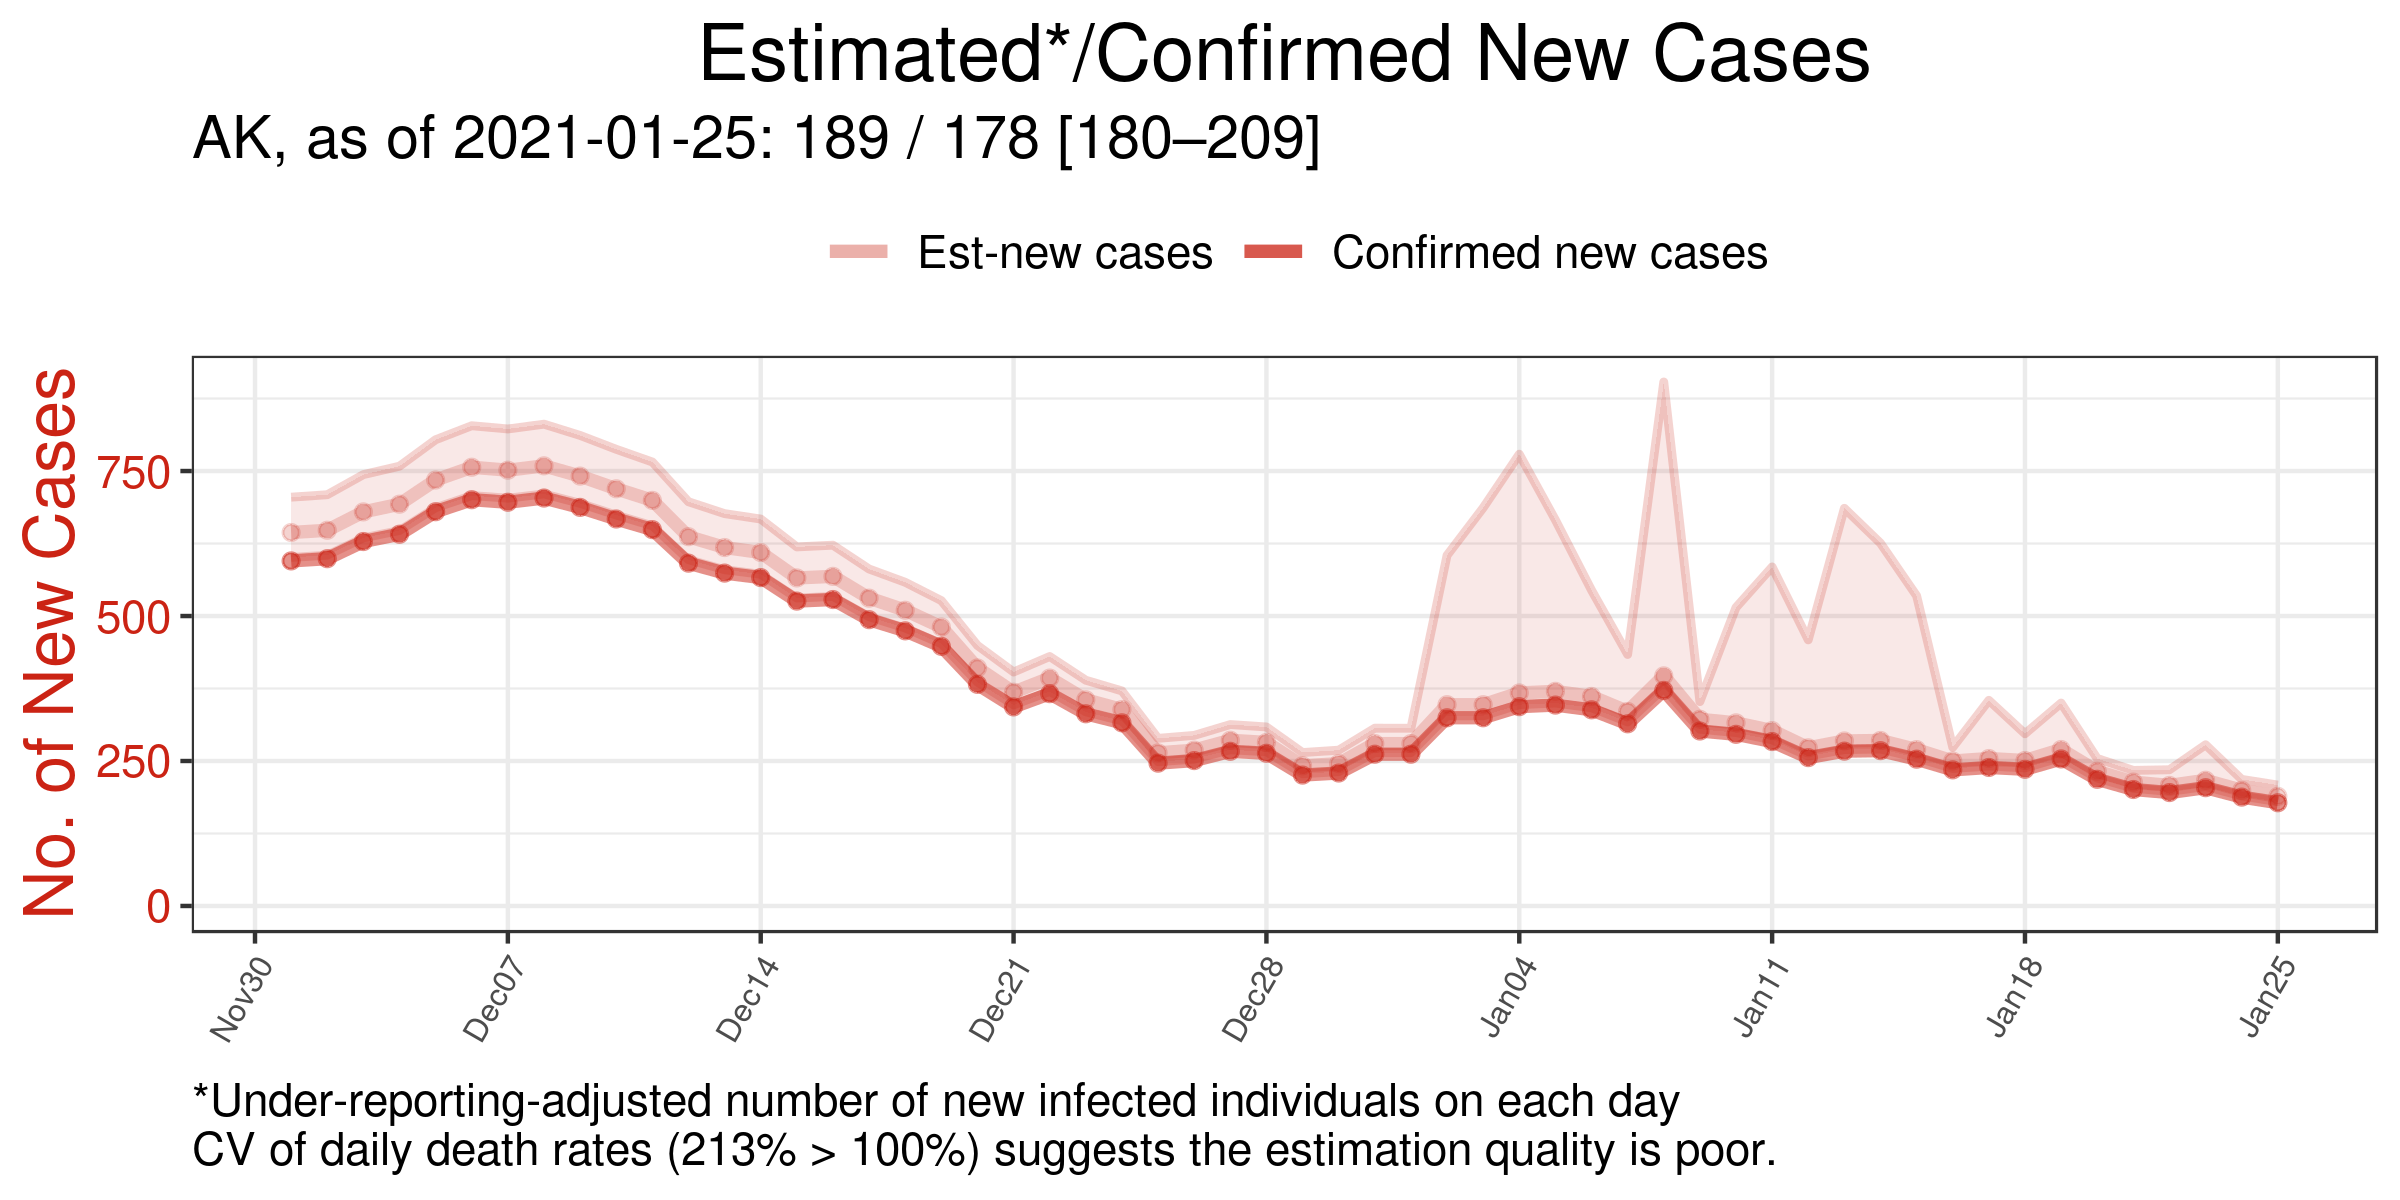 Estimated*/Confirmed New Cases
AK, as of 2021-01-25: 189 / 178 [180–209]
Est-new cases
Confirmed new cases
No. of New Cases
750
500
250
0
Nov30
Dec07
Dec14
Dec21
Dec28
Jan04
Jan11
Jan18
Jan25
*Under-reporting-adjusted number of new infected individuals on each day
CV of daily death rates (213% > 100%) suggests the estimation quality is poor.